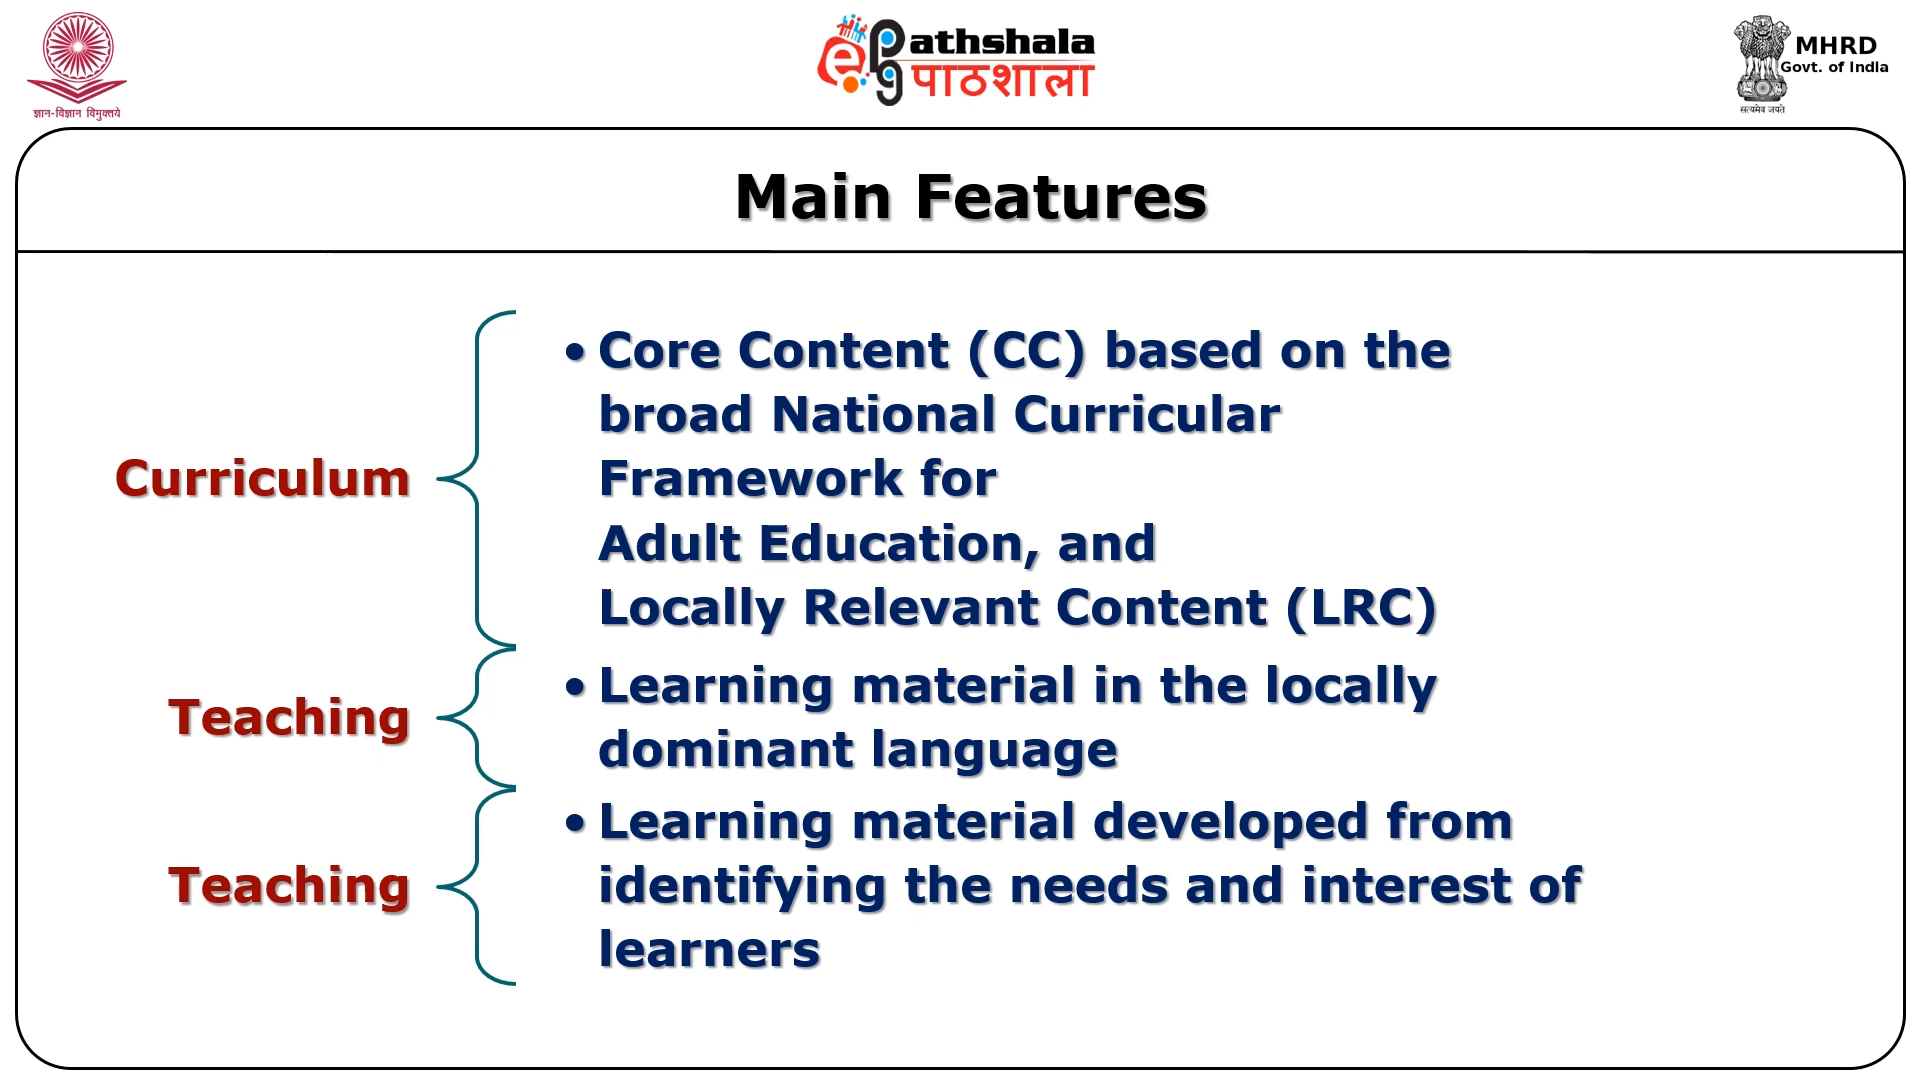 ज्ञान-विज्ञान विमुक्तये
e PG athshala
पाठशाला
MHRD
Govt. of India
सत्यमेव जयते
Main Features
Curriculum
• Core Content (CC) based on the
broad National Curricular
Framework for
Adult Education, and
Locally Relevant Content (LRC)
Teaching
• Learning material in the locally
dominant language
Teaching
• Learning material developed from
identifying the needs and interest of
learners